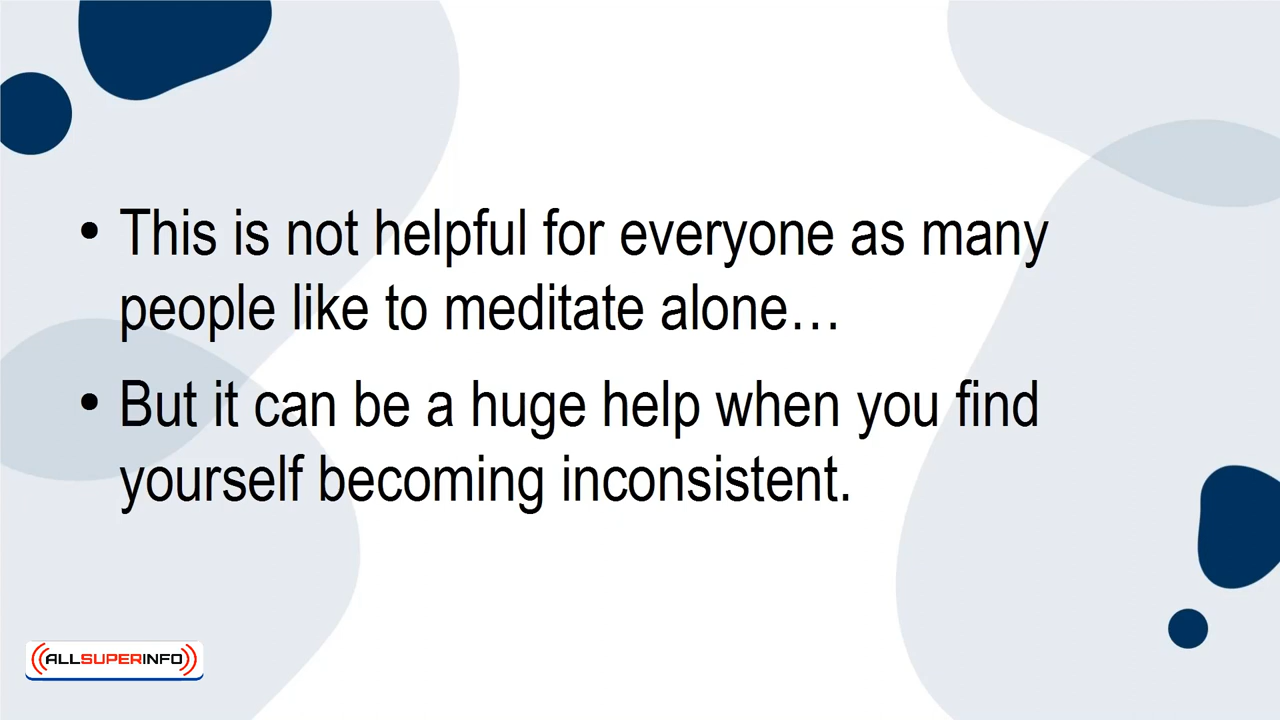 • This is not helpful for everyone as many
people like to meditate alone…
• But it can be a huge help when you find
yourself becoming inconsistent.
ALLSUPERINFO